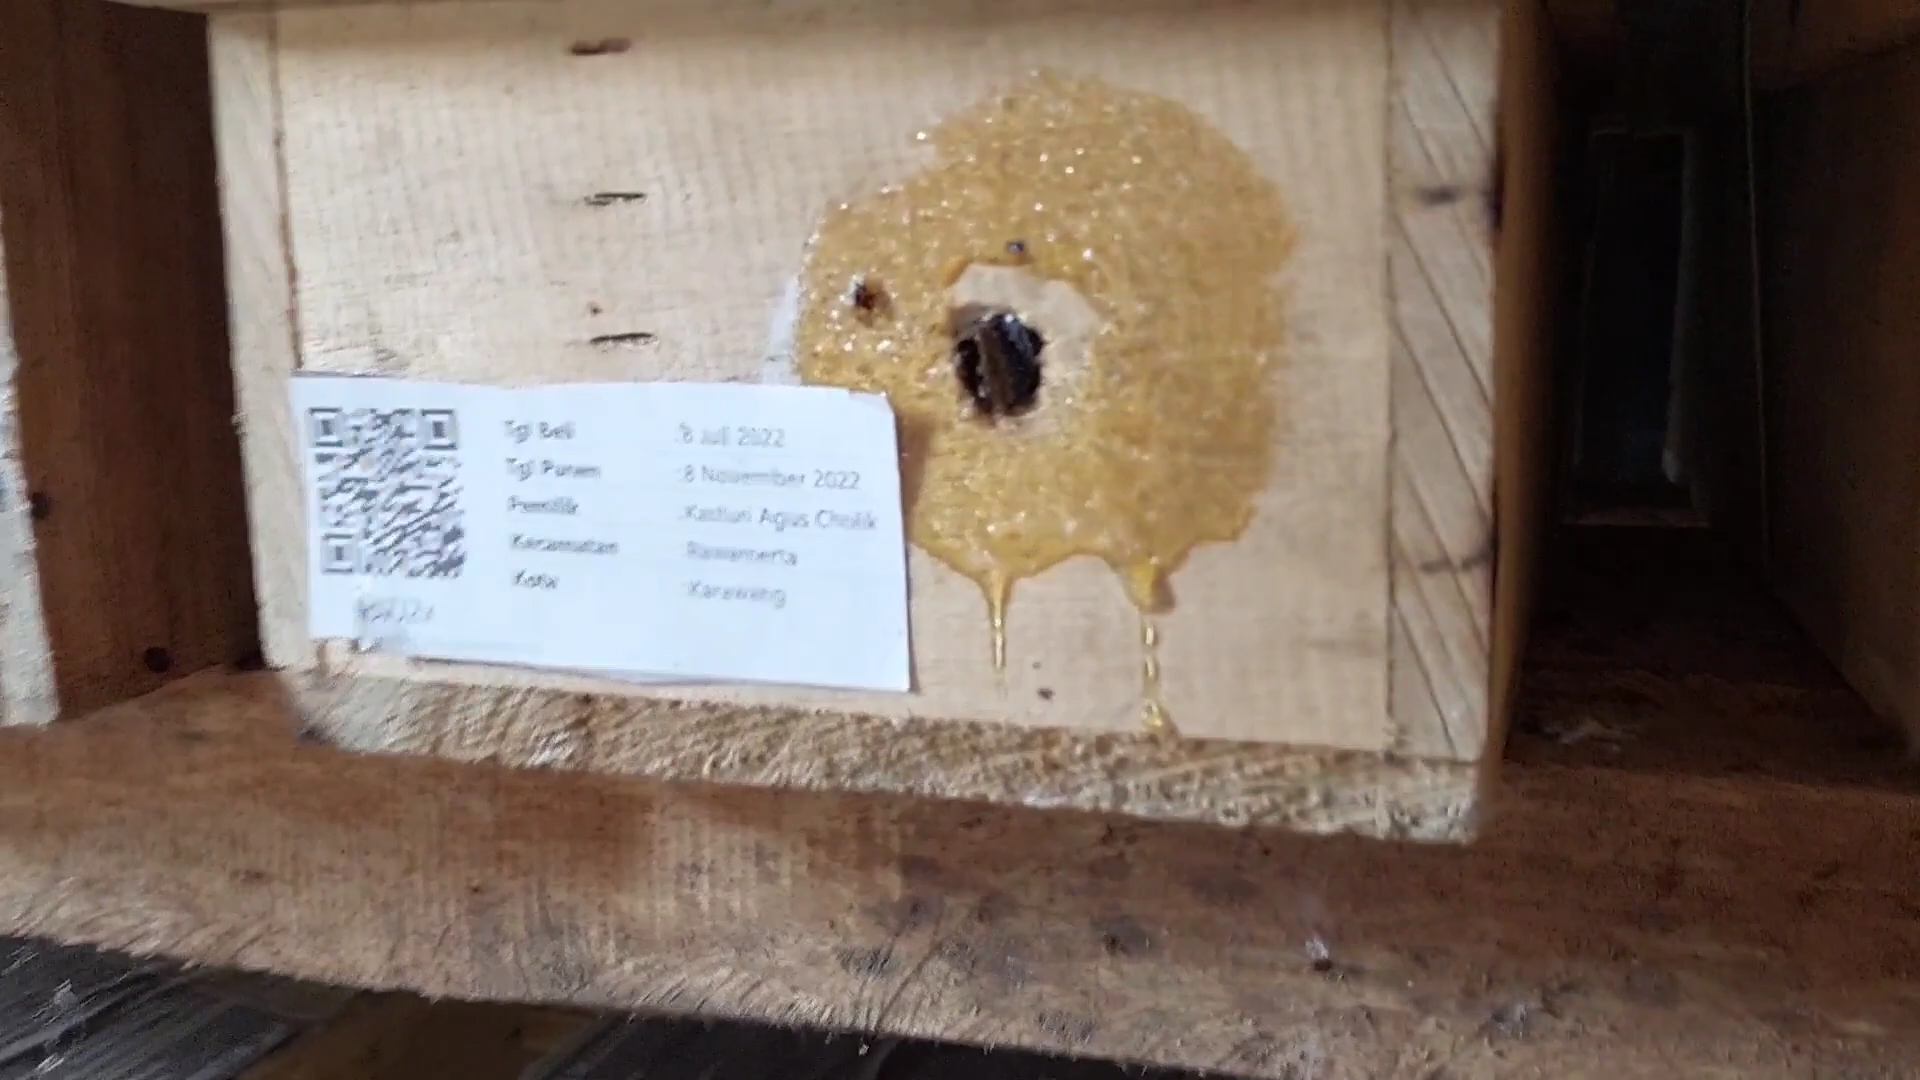 Tgl Beli :8 Juli 2022
Tgl Panen :8 November 2022
Pemilik :Kasturi Agus Cholik
Kecamatan :Rawamerta
Kota :Karawang